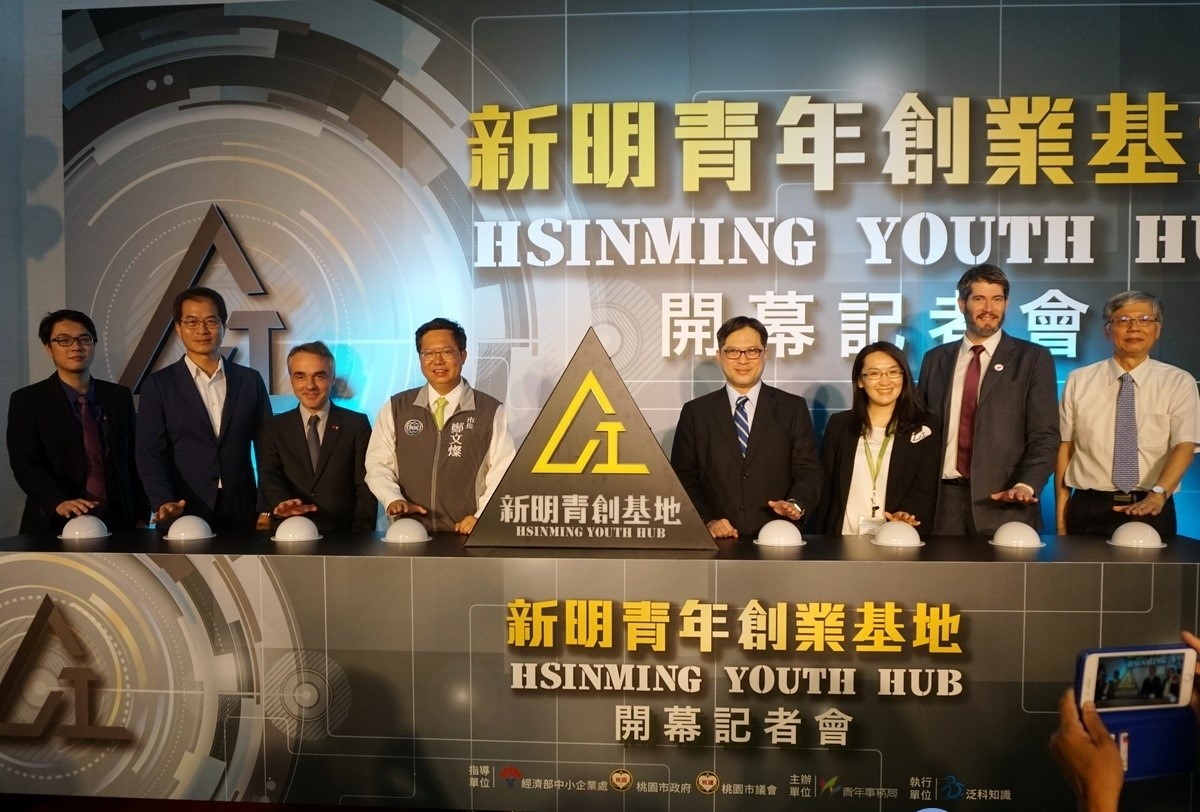 新明青年創業基
HSINMING YOUTH HU
開幕記者會
市長
鄭文燦
新明青創基地
HSINMING YOUTH HUB
新明青年創業基地
HSINMING YOUTH HUB
開幕記者會
指導單位 經濟部中小企業處 桃園市政府 桃園市議會 主辦單位 青年事務局 執行單位 泛科知識